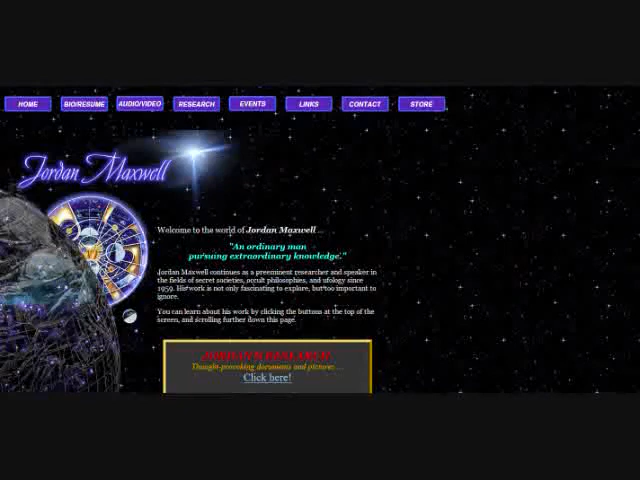 HOME BIO/RESUME AUDIO/VIDEO RESEARCH EVENTS LINKS CONTACT STORE
Jordan Maxwell
Welcome to the world of Jordan Maxwell ...
"An ordinary man
pursuing extraordinary knowledge."
Jordan Maxwell continues as a preeminent researcher and speaker in
the fields of secret societies, occult philosophies, and ufology since
1959. His work is not only fascinating to explore, but too important to
ignore.
You can learn about his work by clicking the buttons at the top of the
screen, and scrolling further down this page.
JORDAN'S RESEARCH
Thought-provoking documents and pictures ...
Click here!